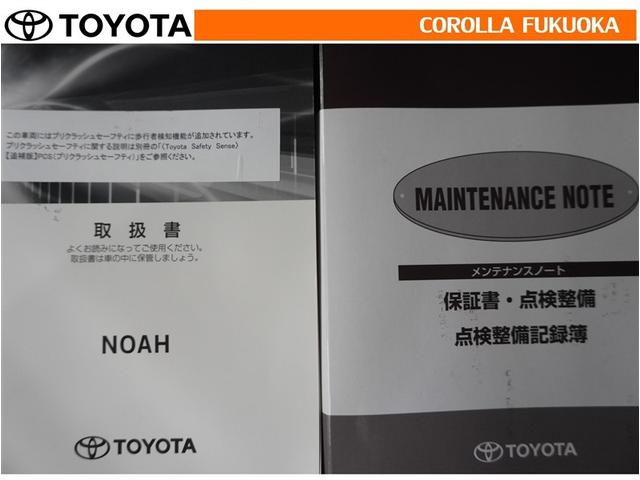 TOYOTA
COROLLA FUKUOKA
この車両にはプリクラッシュセーフティに歩行者検知機能が追加されています。
プリクラッシュセーフティに関する説明は別冊の「(Toyota Safety Sense)
【追補版】PCS(プリクラッシュセーフティ)」をご参照ください。
取扱書
よくお読みになってご使用ください。
取扱書は車の中に保管しましょう。
NOAH
TOYOTA
MAINTENANCE NOTE
メンテナンスノート
保証書・点検整備
点検整備記録簿
TOYOTA